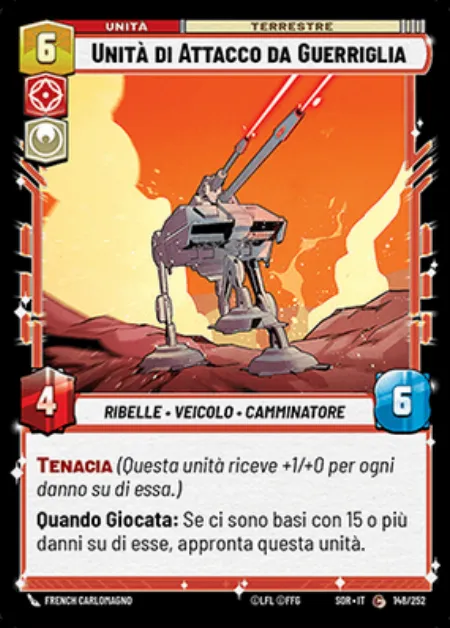 UNITÀ
TERRESTRE
6
UNITÀ DI ATTACCO DA GUERRIGLIA
4
RIBELLE • VEICOLO • CAMMINATORE
6
TENACIA (Questa unità riceve +1/+0 per ogni
danno su di essa.)
Quando Giocata: Se ci sono basi con 15 o più
danni su di esse, appronta questa unità.
FRENCH CARLOMAGNO
©LFL ©FFG
SOR • IT
C
148/252